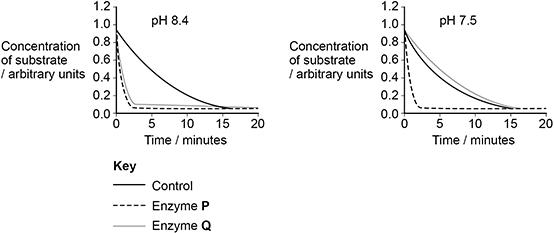 pH 8.4
Concentration
of substrate
/ arbitrary units
1.2
1.0
0.8
0.6
0.4
0.2
0.0
0 5 10 15 20
Time / minutes
pH 7.5
Concentration
of substrate
/ arbitrary units
1.2
1.0
0.8
0.6
0.4
0.2
0.0
0 5 10 15 20
Time / minutes
Key
Control
Enzyme P
Enzyme Q